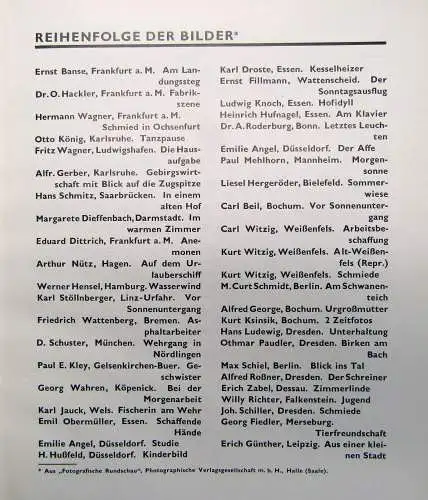 REIHENFOLGE DER BILDER*
Ernst Banse, Frankfurt a. M. Am Lan-
dungssteg
Dr. O. Hackler, Frankfurt a. M. Fabrik-
szene
Hermann Wagner, Frankfurt a. M.
Schmied in Ochsenfurt
Otto König, Karlsruhe. Tanzpause
Fritz Wagner, Ludwigshafen. Die Haus-
aufgabe
Alfr. Gerber, Karlsruhe. Gebirgswirt-
schaft mit Blick auf die Zugspitze
Hans Schmitz, Saarbrücken. In einem
alten Hof
Margarete Dieffenbach, Darmstadt. Im
warmen Zimmer
Eduard Dittrich, Frankfurt a. M. Ane-
monen
Arthur Nütz, Hagen. Auf dem Ur-
lauberschiff
Werner Hensel, Hamburg. Wasserwind
Karl Stöllnberger, Linz-Urfahr. Vor
Sonnenuntergang
Friedrich Wattenberg, Bremen. As-
phaltarbeiter
D. Schuster, München. Wehrgang in
Nördlingen
Paul E. Kley, Gelsenkirchen-Buer. Ge-
schwister
Georg Wahren, Köpenick. Bei der
Morgenarbeit
Karl Jauck, Wels. Fischerin am Wehr
Emil Obermüller, Essen. Schaffende
Hände
Emilie Angel, Düsseldorf. Studie
H. Hußfeld, Düsseldorf. Kinderbild
Karl Droste, Essen. Kesselheizer
Ernst Fillmann, Wattenscheid. Der
Sonntagsausflug
Ludwig Knoch, Essen. Hofidyll
Heinrich Hufnagel, Essen. Am Klavier
Dr. A. Roderburg, Bonn. Letztes Leuch-
ten
Emilie Angel, Düsseldorf. Der Affe
Paul Mehlhorn, Mannheim. Morgen-
sonne
Liesel Hergeröder, Bielefeld. Sommer-
wiese
Carl Beil, Bochum. Vor Sonnenunter-
gang
Carl Witzig, Weißenfels. Arbeitsbe-
schaffung
Kurt Witzig, Weißenfels. Alt-Weißen-
fels (Repr.)
Kurt Witzig, Weißenfels. Schmiede
M. Curt Schmidt, Berlin. Am Schwanen-
teich
Alfred George, Bochum. Urgroßmutter
Kurt Ksinsik, Bochum. 2 Zeitfotos
Hans Ludwig, Dresden. Unterhaltung
Othmar Paudler, Dresden. Birken am
Bach
Max Schiel, Berlin. Blick ins Tal
Alfred Roßner, Dresden. Der Schreiner
Erich Zabel, Dessau. Zimmerlinde
Willy Richter, Falkenstein. Jugend
Joh. Schiller, Dresden. Schmiede
Georg Fiedler, Merseburg.
Tierfreundschaft
Erich Günther, Leipzig. Aus einer klei-
nen Stadt
* Aus „Fotografische Rundschau", Photographische Verlagsgesellschaft m. b. H., Halle (Saale).